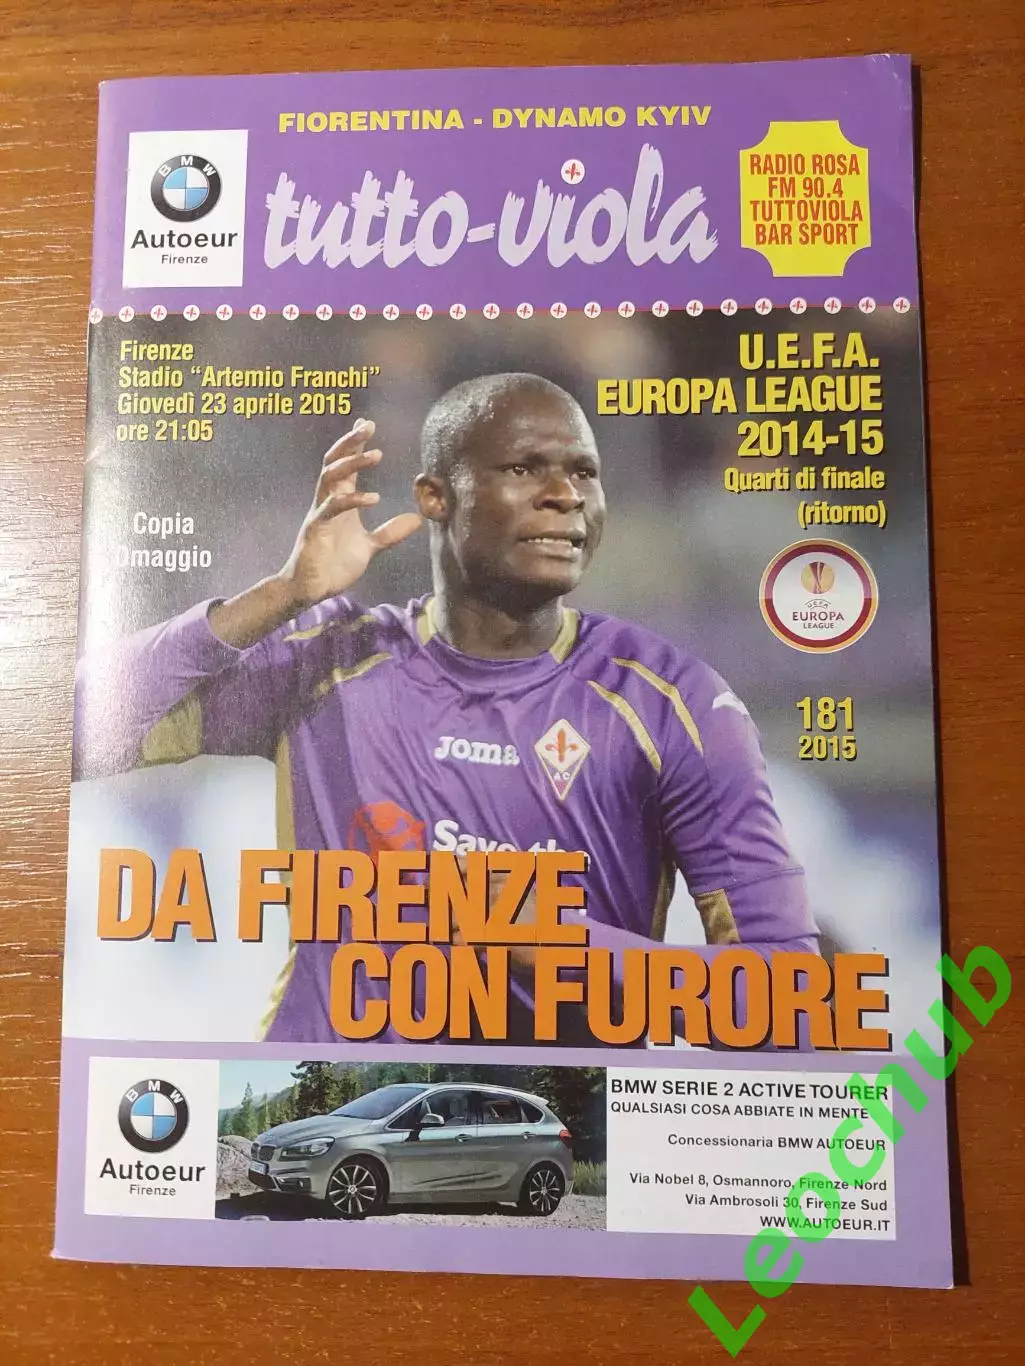 FIORENTINA - DYNAMO KYIV
BMW
Autoeur
Firenze
tutto-viola
RADIO ROSA
FM 90.4
TUTTOVIOLA
BAR SPORT
Firenze
Stadio "Artemio Franchi"
Giovedì 23 aprile 2015
ore 21:05
U.E.F.A.
EUROPA LEAGUE
2014-15
Quarti di finale
(ritorno)
Copia
Omaggio
UEFA
EUROPA
LEAGUE
181
2015
Joma
AC
Save the
DA FIRENZE
CON FURORE
BMW
Autoeur
Firenze
BMW SERIE 2 ACTIVE TOURER
QUALSIASI COSA ABBIATE IN MENTE
Concessionaria BMW AUTOEUR
Via Nobel 8, Osmannoro, Firenze Nord
Via Ambrosoli 30, Firenze Sud
WWW.AUTOEUR.IT
Leochub